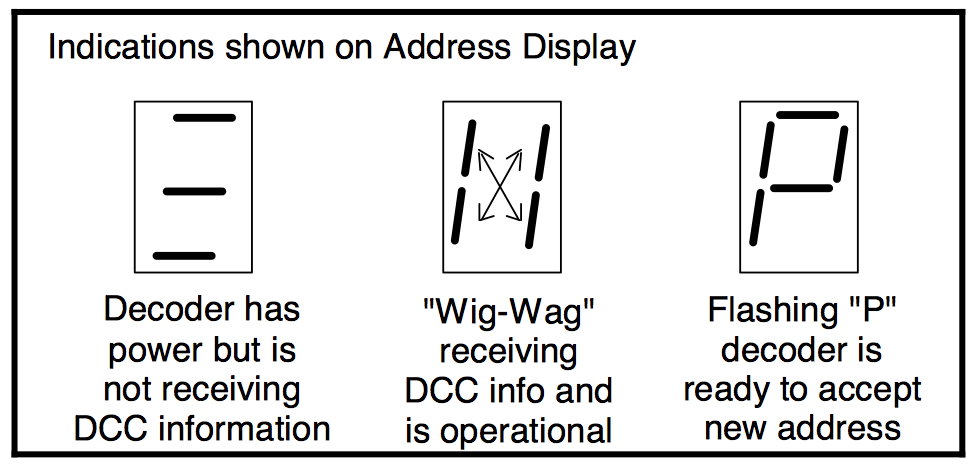 Indications shown on Address Display
Decoder has
power but is
not receiving
DCC information
"Wig-Wag"
receiving
DCC info and
is operational
Flashing "P"
decoder is
ready to accept
new address